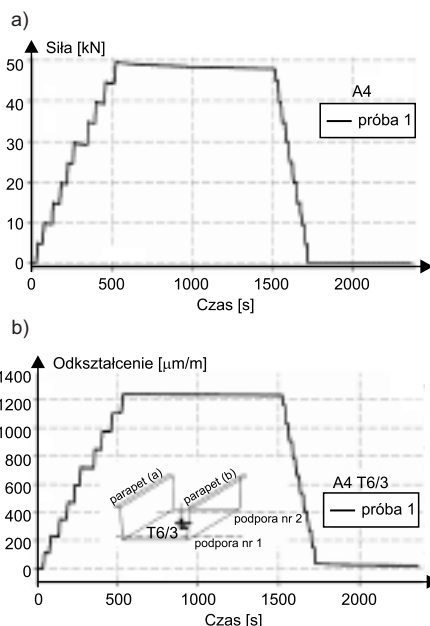 a)
Siła [kN]
50
40
30
20
10
0
0 500 1000 1500 2000
Czas [s]
A4
próba 1
b)
Odkształcenie [μm/m]
1400
1200
1000
800
600
400
200
0
0 500 1000 1500 2000
Czas [s]
A4 T6/3
próba 1
parapet (a)
parapet (b)
T6/3
podpora nr 2
podpora nr 1